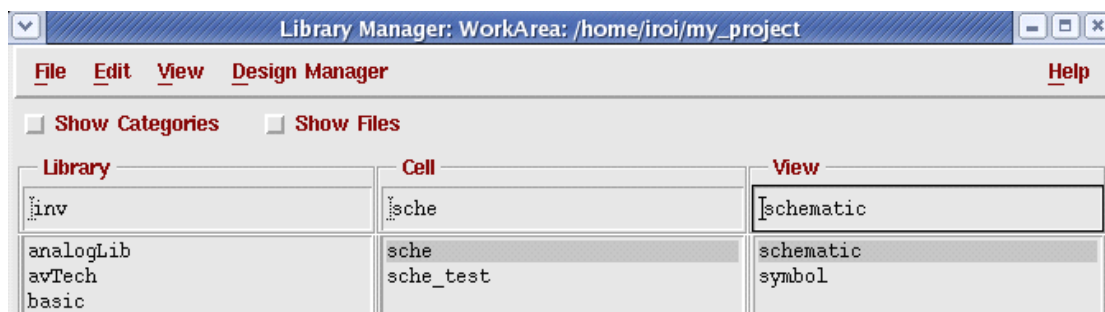 Library Manager: WorkArea: /home/iroi/my_project
File Edit View Design Manager Help
Show Categories Show Files
Library Cell View
inv sche schematic
analogLib sche schematic
avTech sche_test symbol
basic